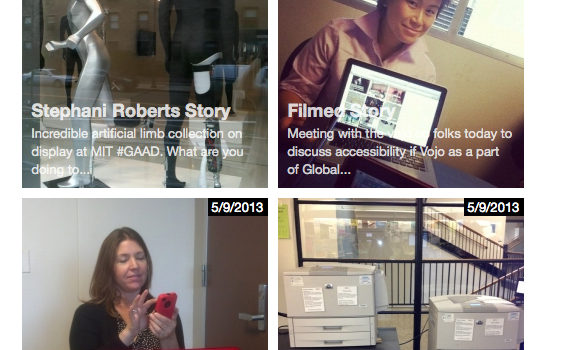 Stephani Roberts Story
Incredible artificial limb collection on
display at MIT #GAAD. What are you
doing to...
Filmed Story
Meeting with the folks today to
discuss accessibility if Vojo as a part
of Global...
5/9/2013
5/9/2013